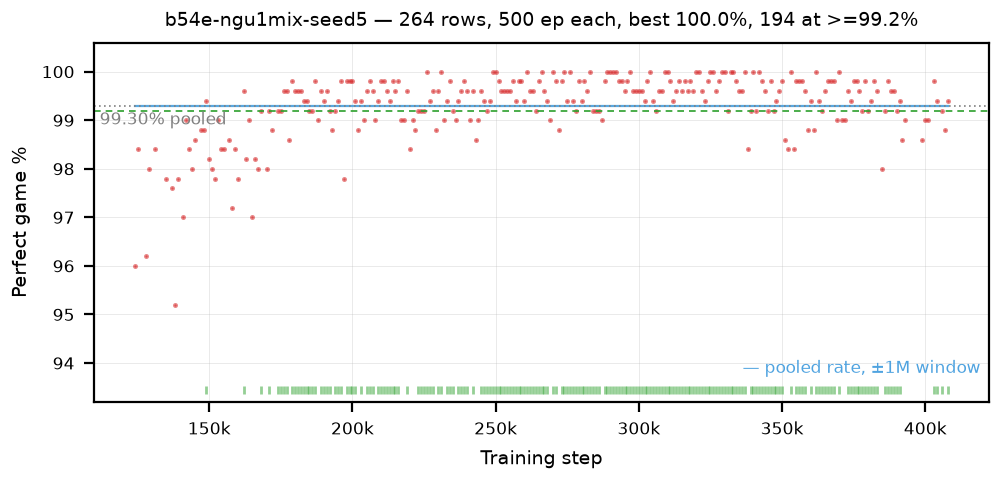 b54e-ngu1mix-seed5 — 264 rows, 500 ep each, best 100.0%, 194 at >=99.2%
Perfect game %
100
99
98
97
96
95
94
99.30% pooled
— pooled rate, ±1M window
150k
200k
250k
300k
350k
400k
Training step